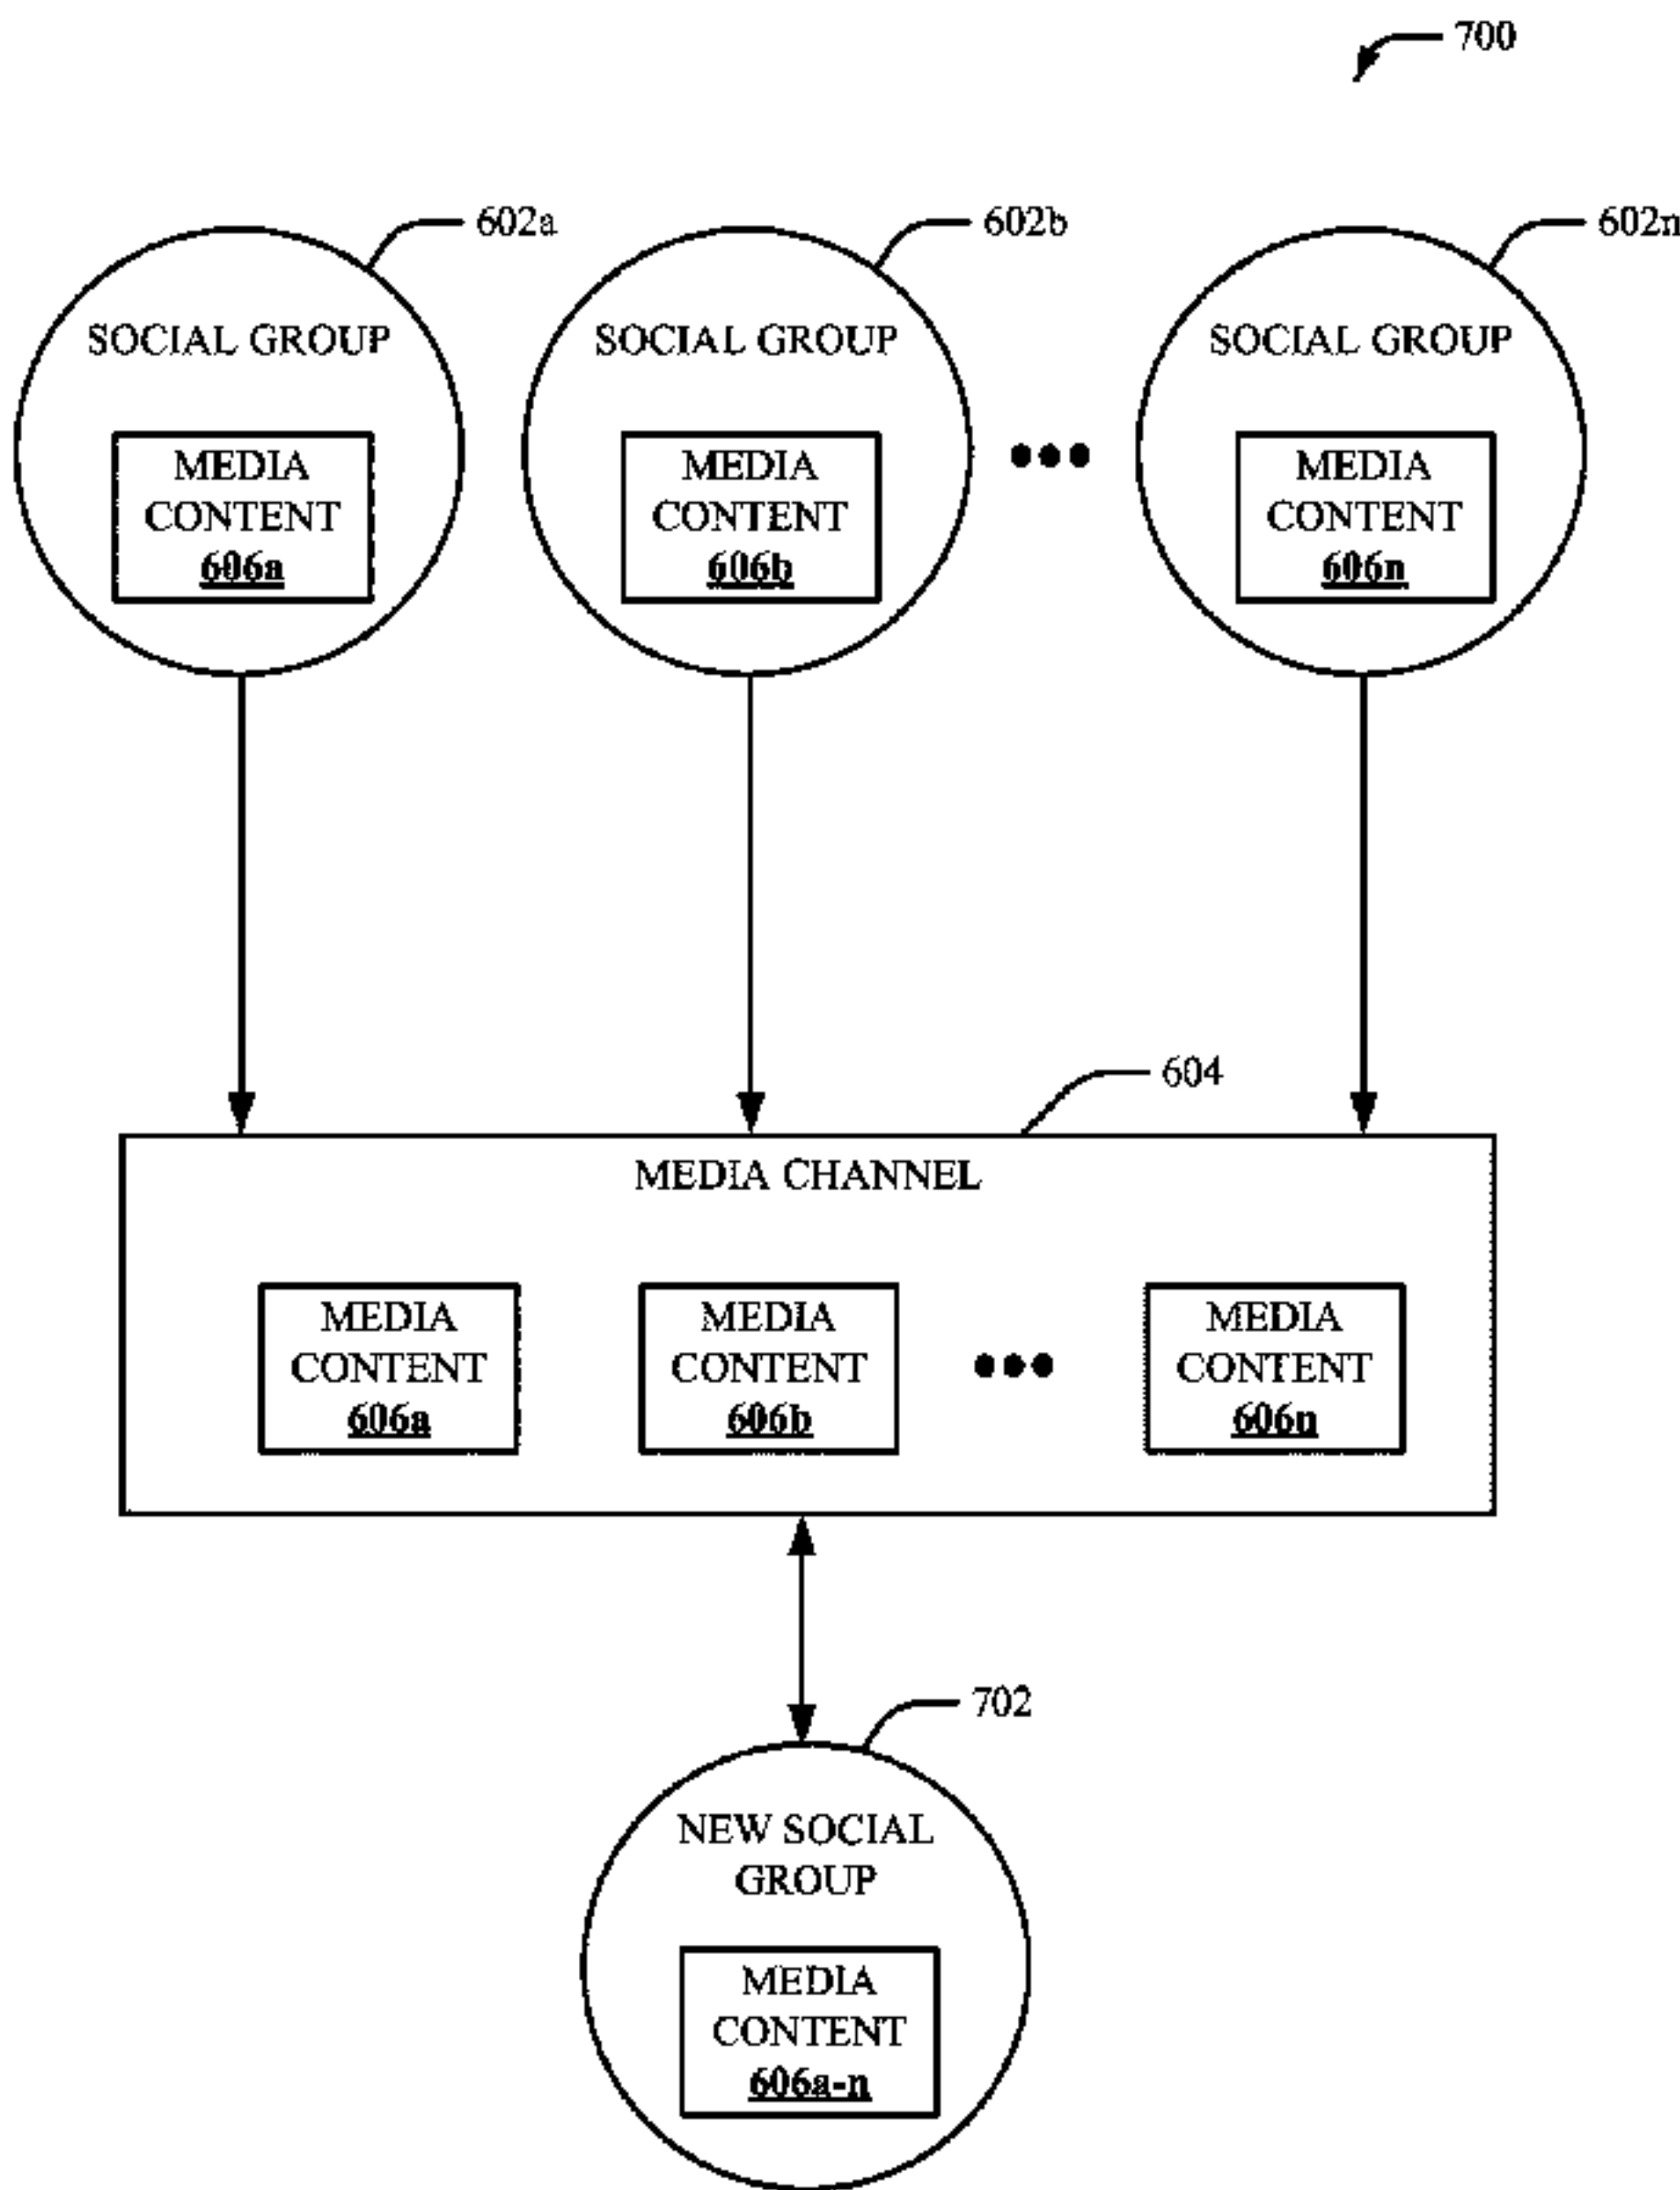 700
602a
602b
602n
SOCIAL GROUP
SOCIAL GROUP
SOCIAL GROUP
MEDIA
CONTENT
606a
MEDIA
CONTENT
606b
MEDIA
CONTENT
606n
604
MEDIA CHANNEL
MEDIA
CONTENT
606a
MEDIA
CONTENT
606b
MEDIA
CONTENT
606n
702
NEW SOCIAL
GROUP
MEDIA
CONTENT
606a-n